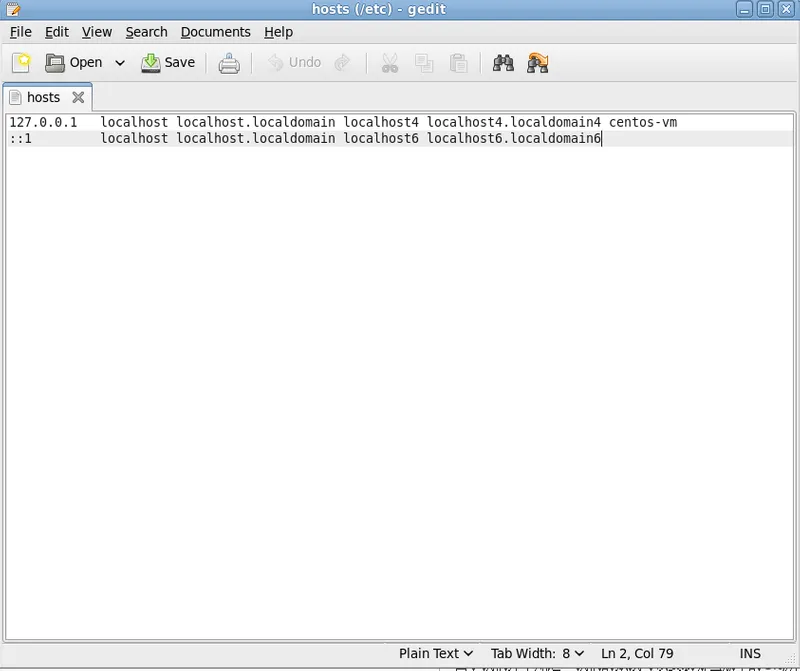 hosts (/etc) - gedit
File Edit View Search Documents Help
Open Save Undo
hosts
127.0.0.1   localhost localhost.localdomain localhost4 localhost4.localdomain4 centos-vm
::1         localhost localhost.localdomain localhost6 localhost6.localdomain6
Plain Text Tab Width: 8 Ln 2, Col 79 INS